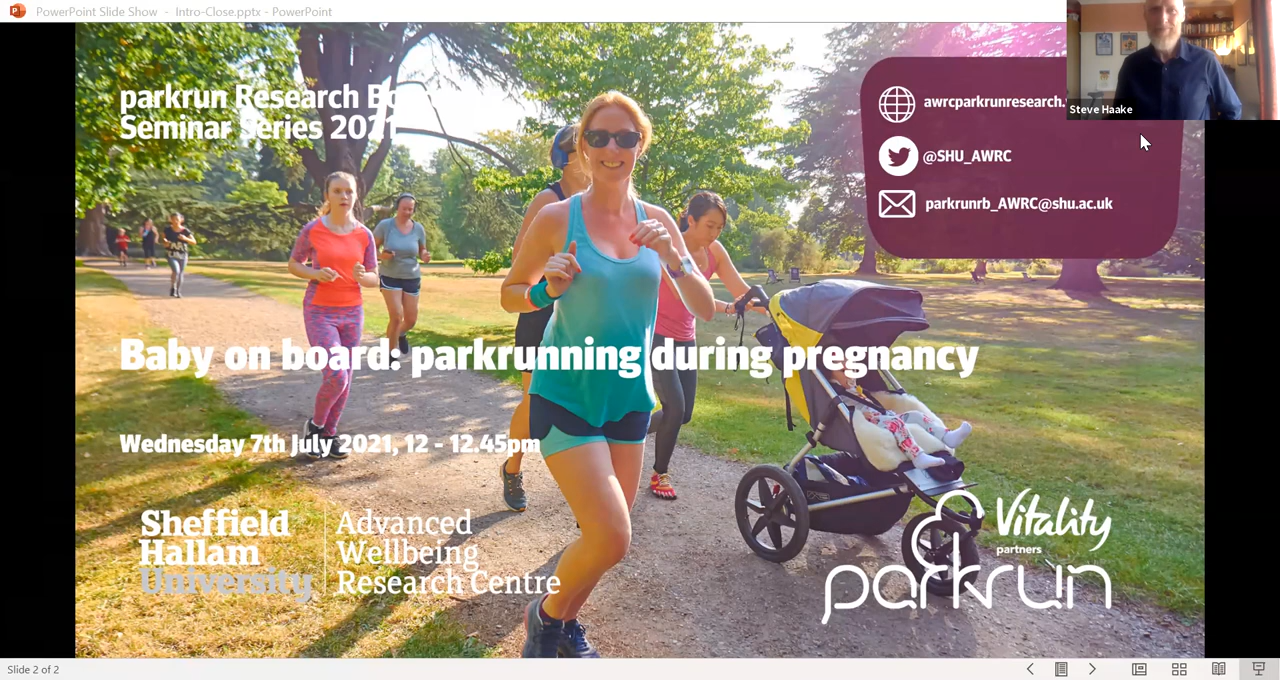 PowerPoint Slide Show - Intro-Close.pptx - PowerPoint
parkrun Research
Seminar Series 2021
awrcparkrunresearch.
Steve Haake
@SHU_AWRC
parkrunrb_AWRC@shu.ac.uk
Baby on board: parkrunning during pregnancy
Wednesday 7th July 2021, 12 - 12.45pm
Sheffield
Hallam
University
Advanced
Wellbeing
Research Centre
Vitality
partners
parkrun
Slide 2 of 2